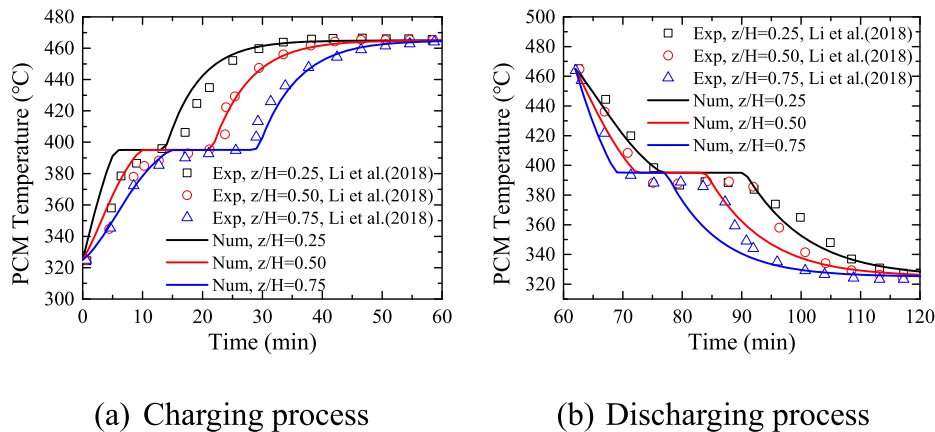 480
460
440
420
400
380
360
340
320
300
PCM Temperature (°C)
Exp, z/H=0.25, Li et al.(2018)
Exp, z/H=0.50, Li et al.(2018)
Exp, z/H=0.75, Li et al.(2018)
Num, z/H=0.25
Num, z/H=0.50
Num, z/H=0.75
0 10 20 30 40 50 60
Time (min)
(a) Charging process
500
480
460
440
420
400
380
360
340
320
PCM Temperature (°C)
Exp, z/H=0.25, Li et al.(2018)
Exp, z/H=0.50, Li et al.(2018)
Exp, z/H=0.75, Li et al.(2018)
Num, z/H=0.25
Num, z/H=0.50
Num, z/H=0.75
60 70 80 90 100 110 120
Time (min)
(b) Discharging process